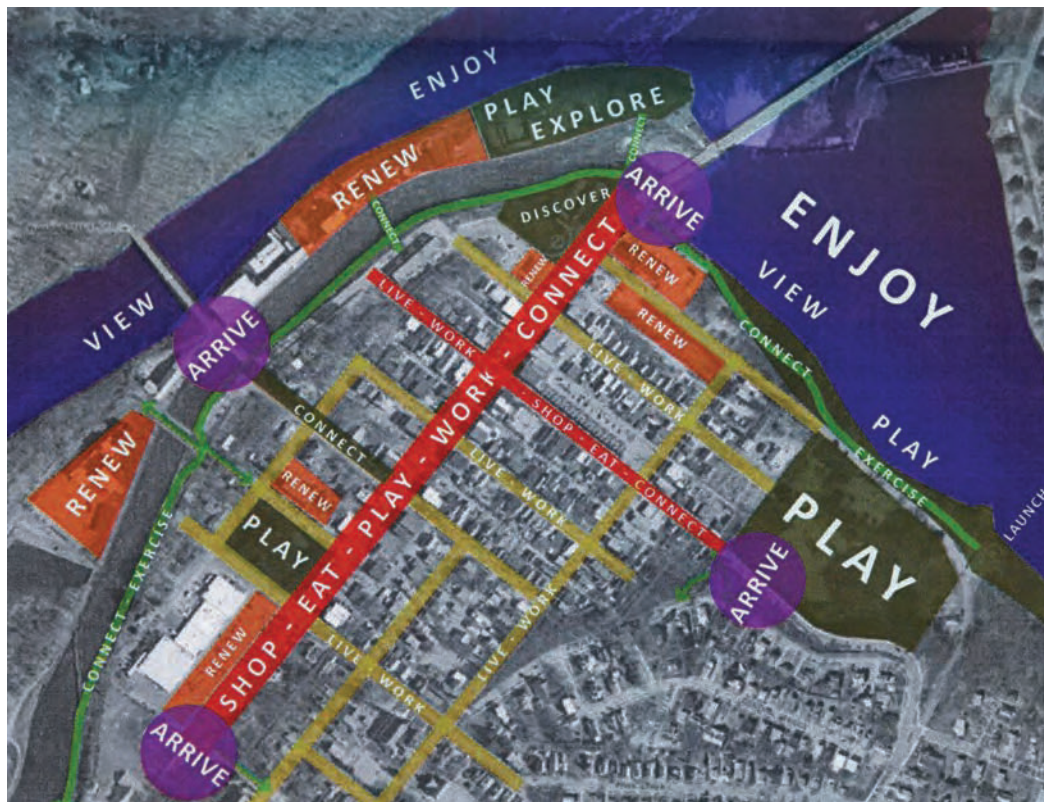 ENJOY
PLAY
EXPLORE
CONNECT
RENEW
ARRIVE
DISCOVER
CONNECT
ENJOY
VIEW
RENEW
RENEW
RENEW
VIEW
ARRIVE
LIVE - WORK - SHOP - EAT - CONNECT
LIVE - WORK
CONNECT
PLAY
EXERCISE
LAUNCH
SHOP - EAT - PLAY - WORK - CONNECT
CONNECT
LIVE - WORK
RENEW
RENEW
PLAY
PLAY
ARRIVE
CONNECT - EXERCISE
LIVE - WORK
LIVE - WORK
RENEW
ARRIVE